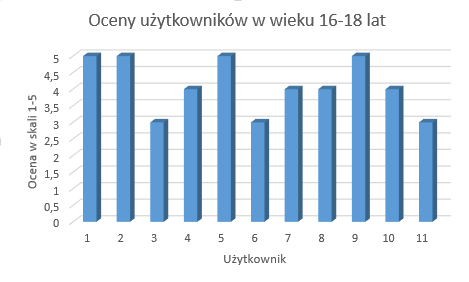 Oceny użytkowników w wieku 16-18 lat
Ocena w skali 1-5
5
4,5
4
3,5
3
2,5
2
1,5
1
0,5
0
1 2 3 4 5 6 7 8 9 10 11
Użytkownik